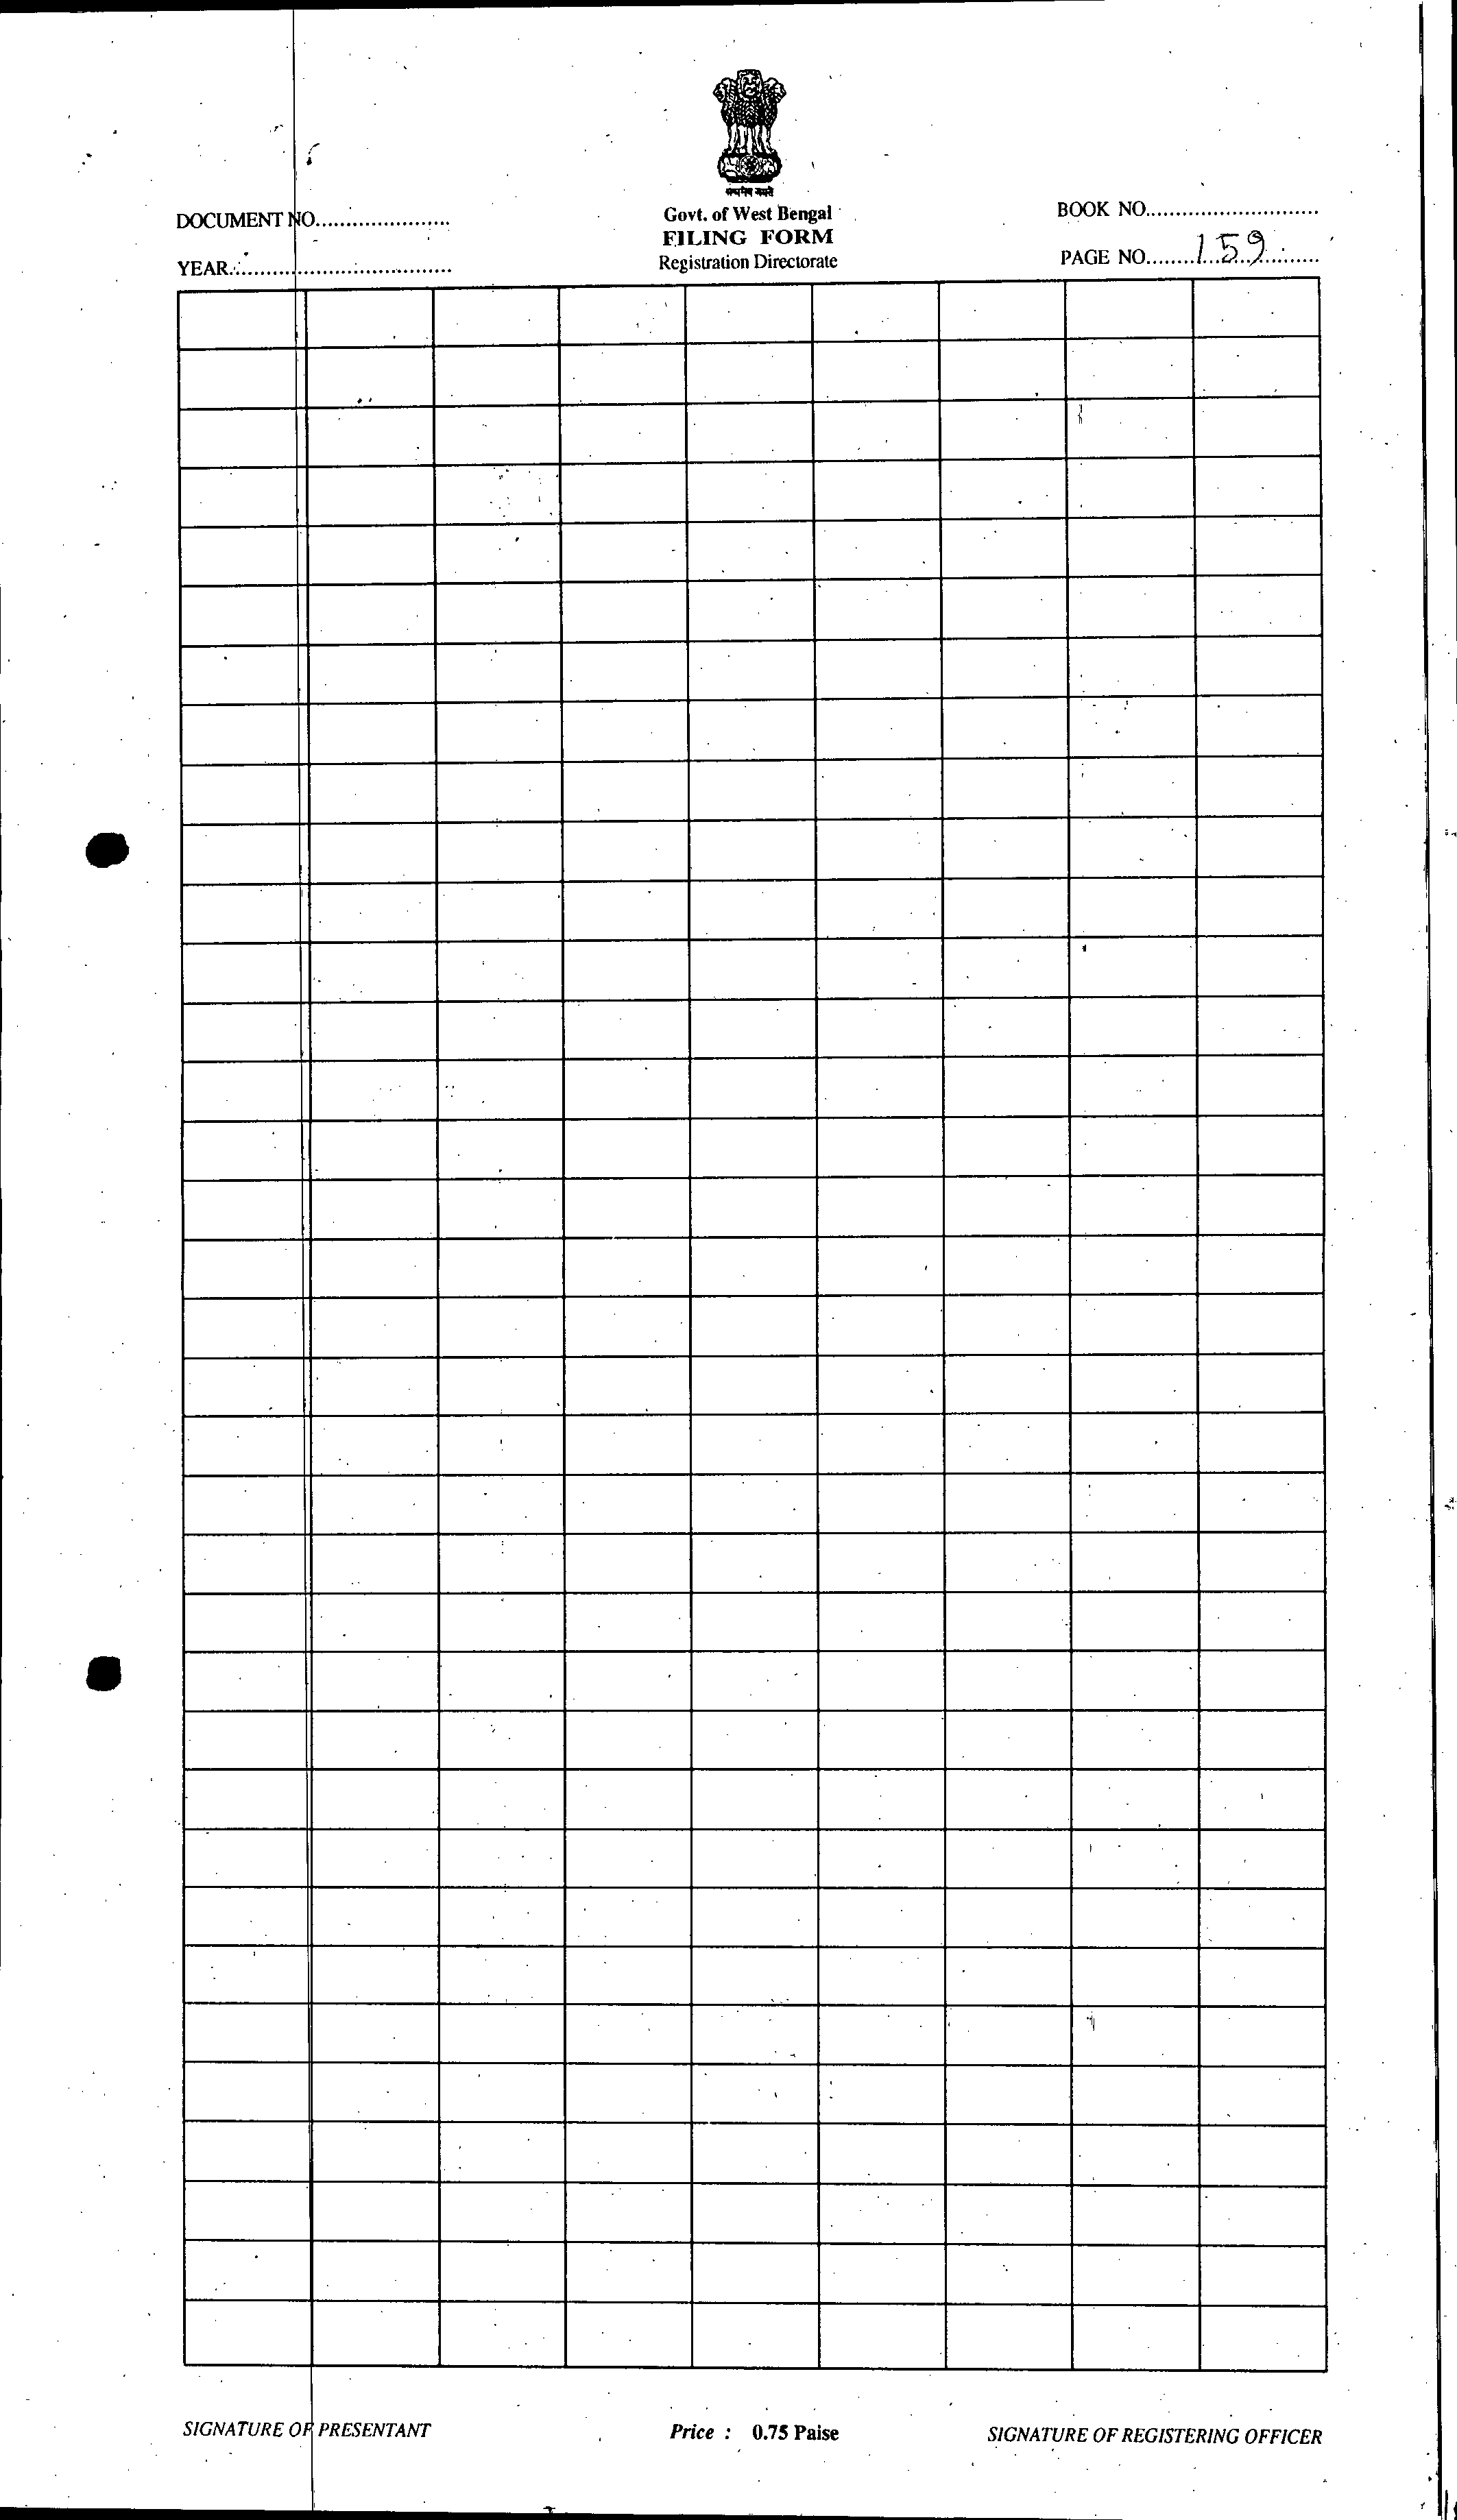 सत्यमेव जयते
DOCUMENT NO......................
Govt. of West Bengal
BOOK NO.............................
FILING FORM
YEAR.....................................
Registration Directorate
PAGE NO........159.........
SIGNATURE OF PRESENTANT
Price : 0.75 Paise
SIGNATURE OF REGISTERING OFFICER